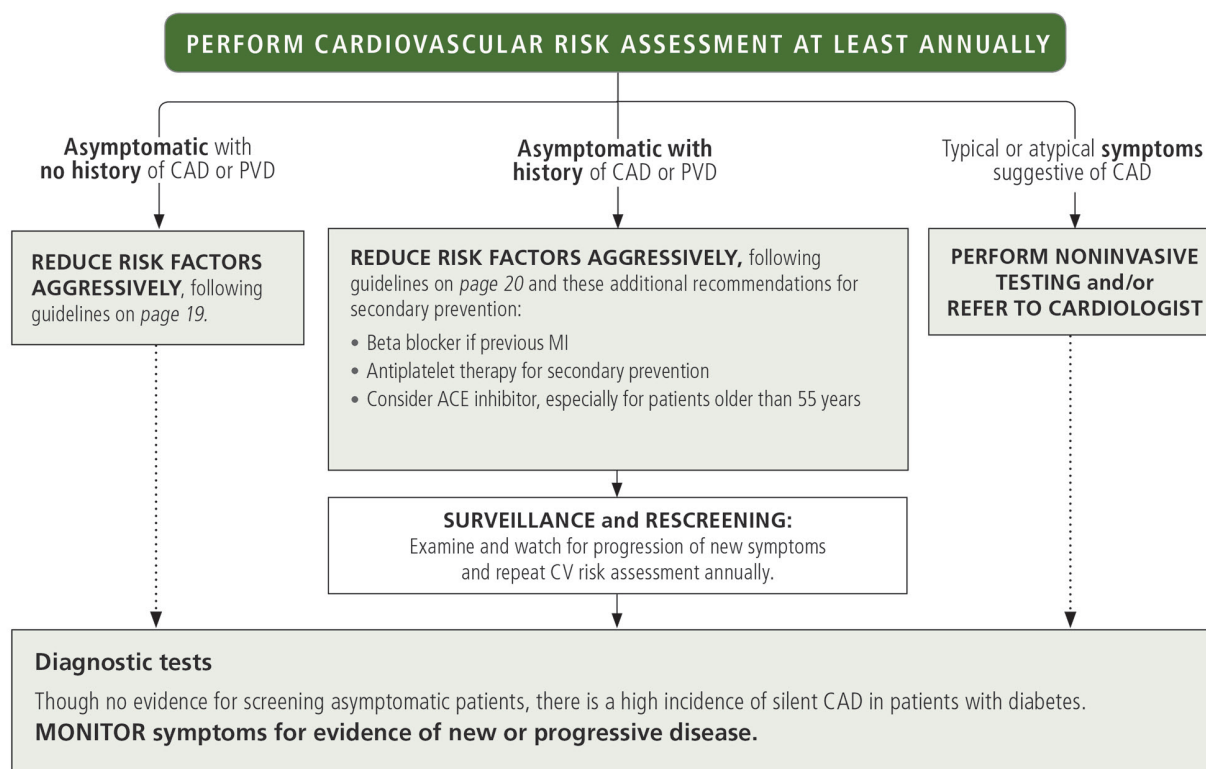 PERFORM CARDIOVASCULAR RISK ASSESSMENT AT LEAST ANNUALLY
Asymptomatic with
no history of CAD or PVD
Asymptomatic with
history of CAD or PVD
Typical or atypical symptoms
suggestive of CAD
REDUCE RISK FACTORS
AGGRESSIVELY, following
guidelines on page 19.
REDUCE RISK FACTORS AGGRESSIVELY, following
guidelines on page 20 and these additional recommendations for
secondary prevention:
• Beta blocker if previous MI
• Antiplatelet therapy for secondary prevention
• Consider ACE inhibitor, especially for patients older than 55 years
PERFORM NONINVASIVE
TESTING and/or
REFER TO CARDIOLOGIST
SURVEILLANCE and RESCREENING:
Examine and watch for progression of new symptoms
and repeat CV risk assessment annually.
Diagnostic tests
Though no evidence for screening asymptomatic patients, there is a high incidence of silent CAD in patients with diabetes.
MONITOR symptoms for evidence of new or progressive disease.